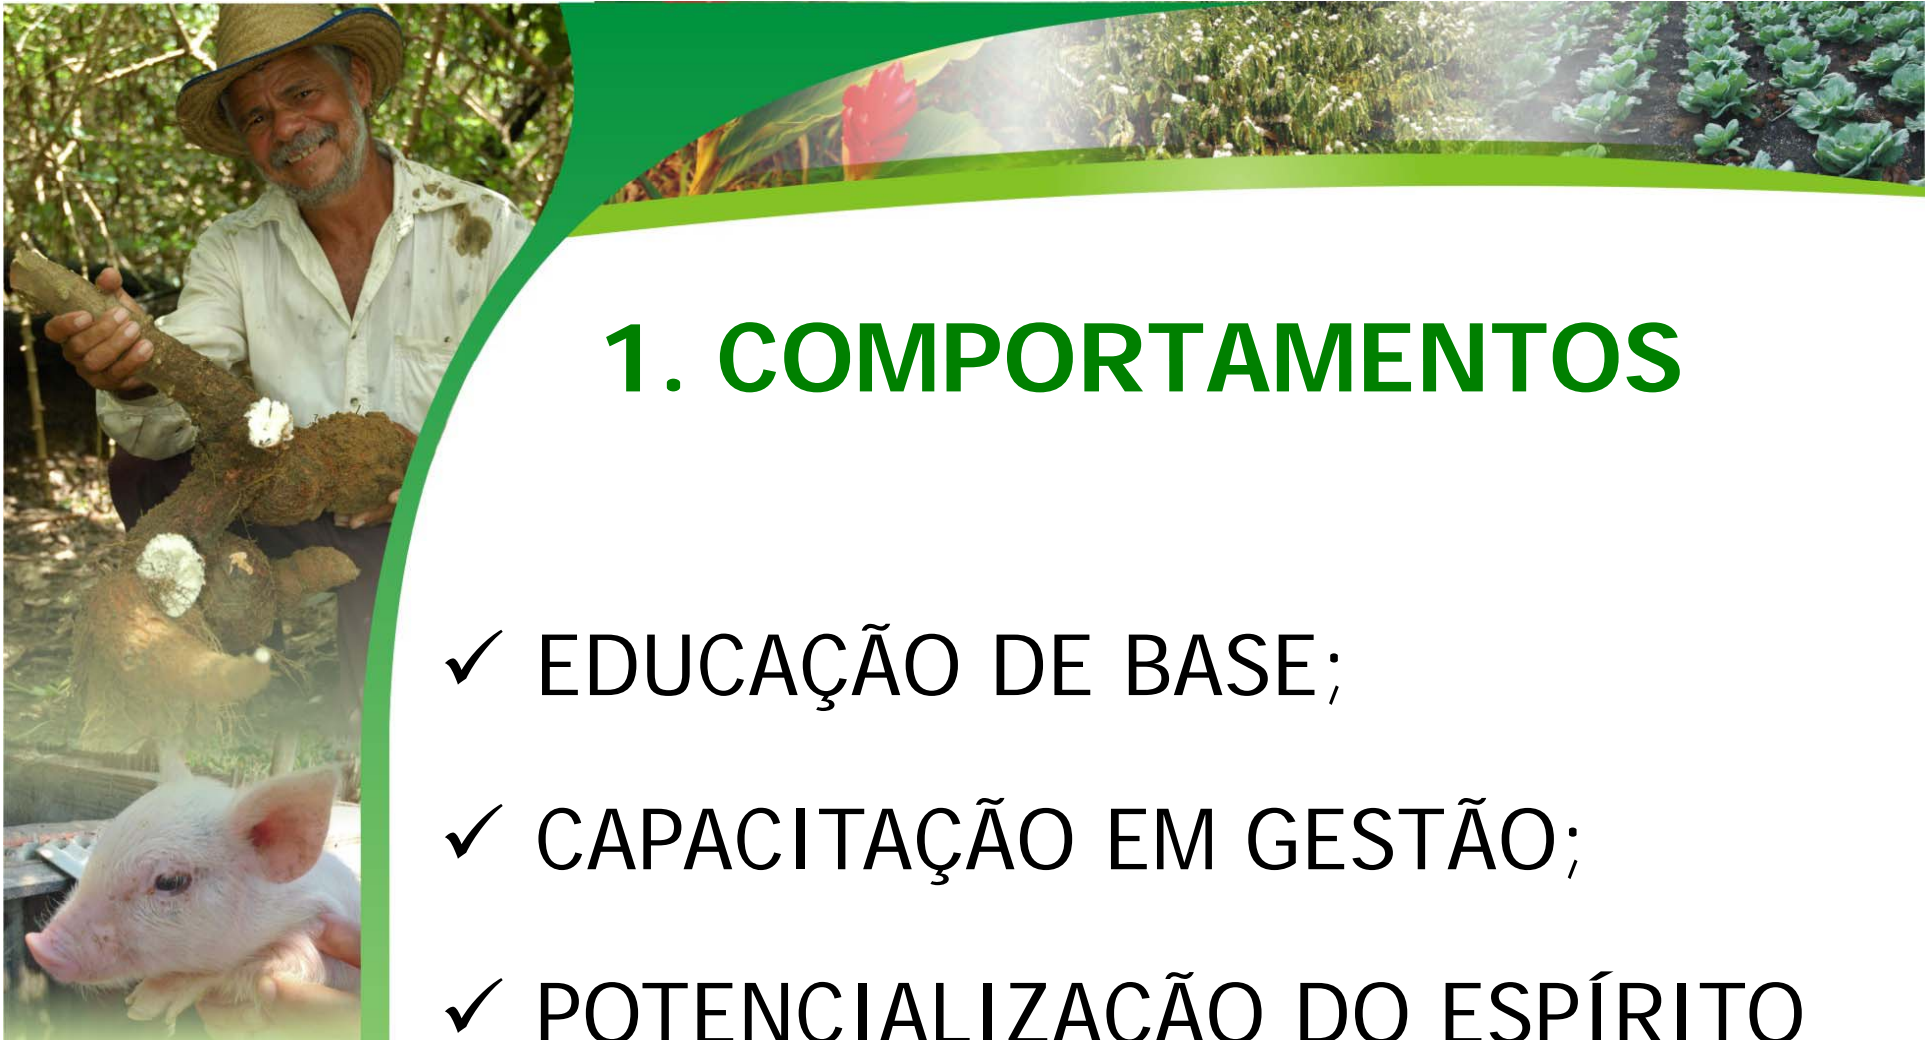 1. COMPORTAMENTOS
✓ EDUCAÇÃO DE BASE;
✓ CAPACITAÇÃO EM GESTÃO;
✓ POTENCIALIZAÇÃO DO ESPÍRITO